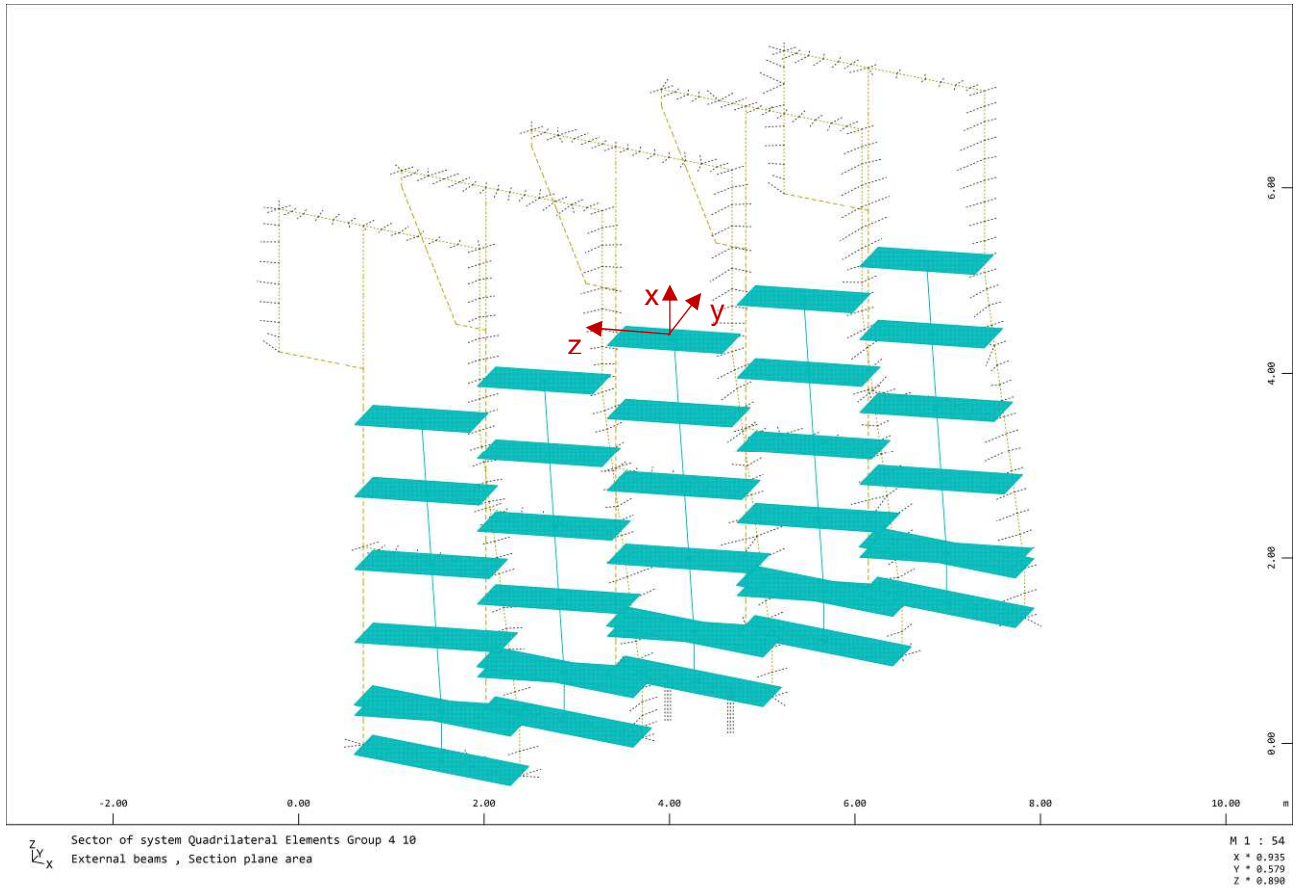 x
y
z
6.00
4.00
2.00
0.00
-2.00 0.00 2.00 4.00 6.00 8.00 10.00 m
Z
Y
X
Sector of system Quadrilateral Elements Group 4 10
External beams , Section plane area
M 1 : 54
X * 0.935
Y * 0.579
Z * 0.890